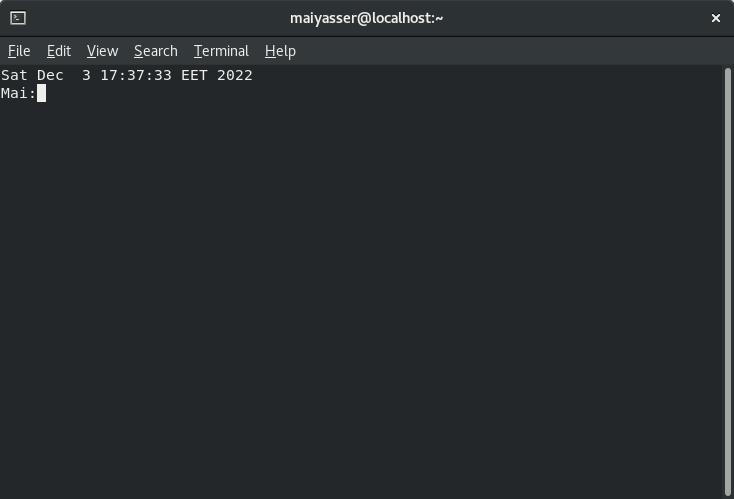 maiyasser@localhost:~
File Edit View Search Terminal Help
Sat Dec  3 17:37:33 EET 2022
Mai: